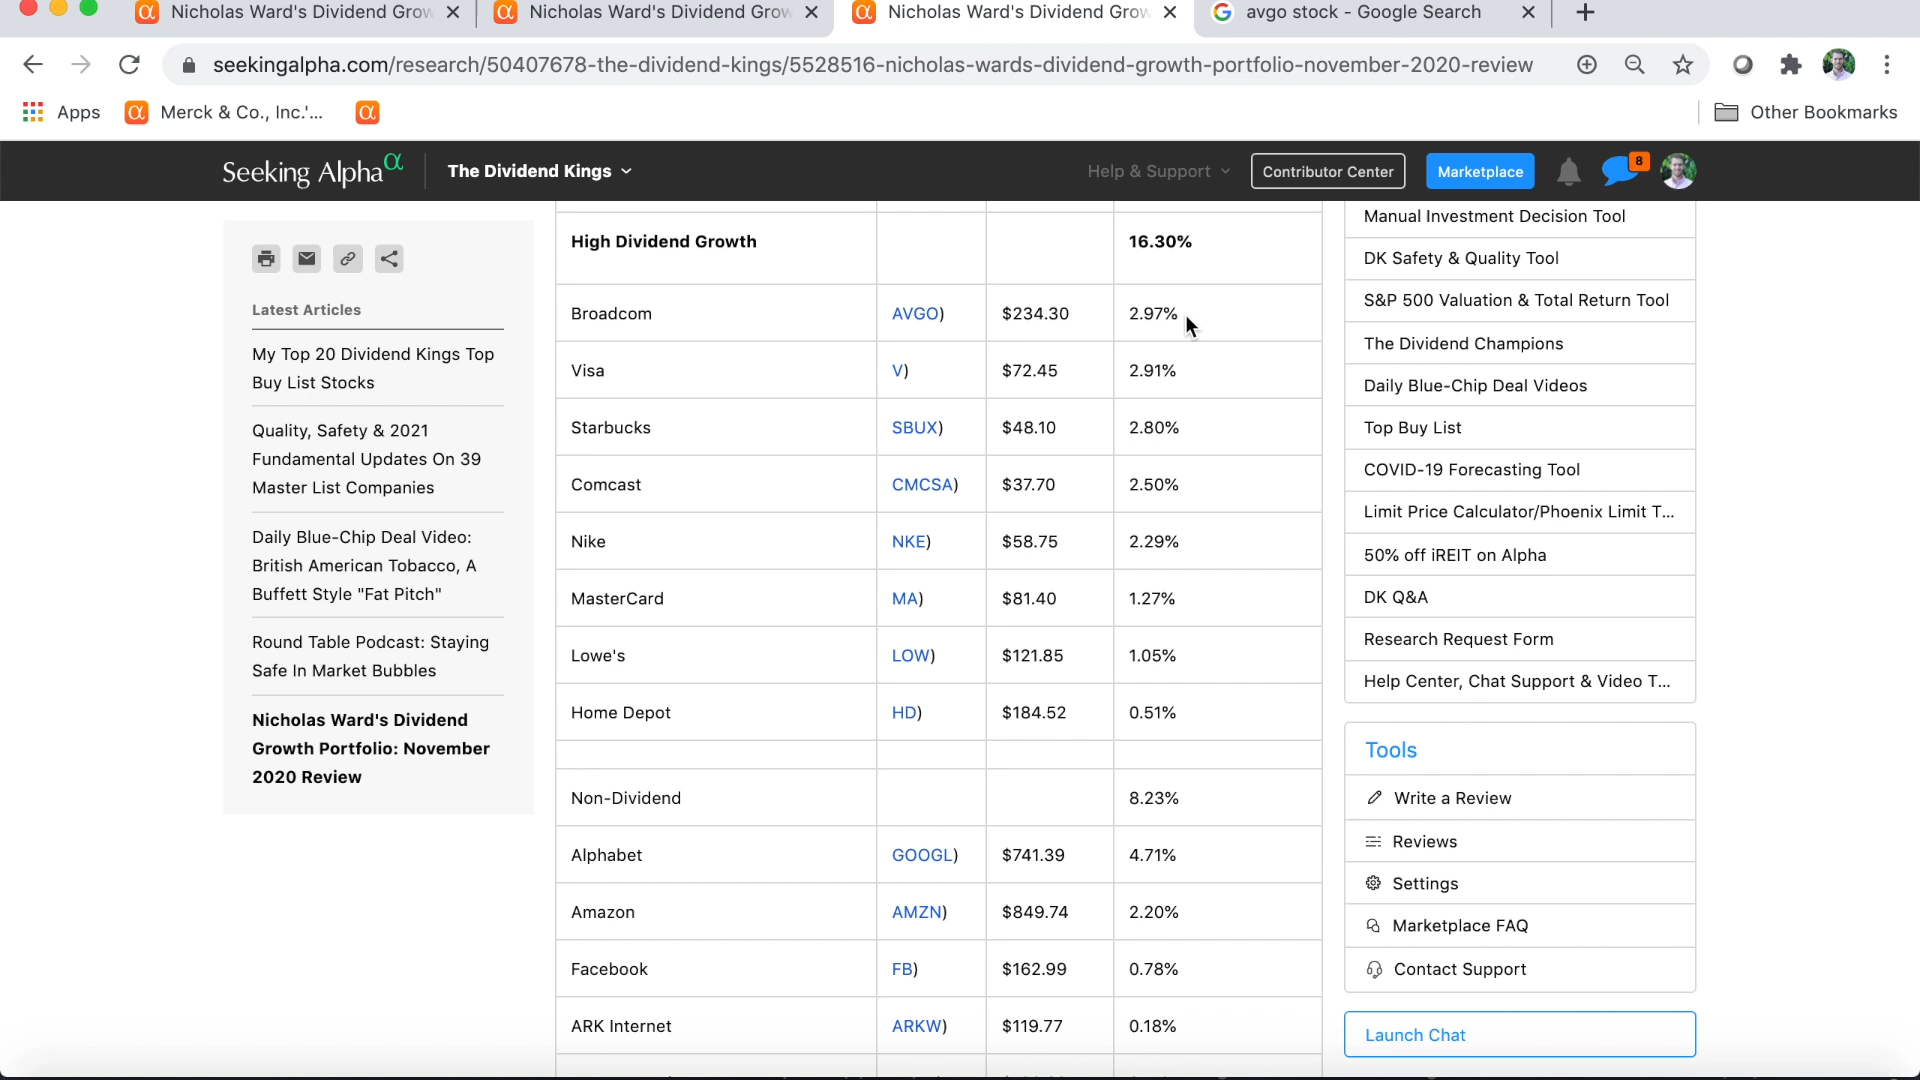 Nicholas Ward's Dividend Grow
Nicholas Ward's Dividend Grow
Nicholas Ward's Dividend Grow
avgo stock - Google Search
seekingalpha.com/research/50407678-the-dividend-kings/5528516-nicholas-wards-dividend-growth-portfolio-november-2020-review
Apps
Merck & Co., Inc.'...
Other Bookmarks
Seeking Alpha α
The Dividend Kings
Help & Support
Contributor Center
Marketplace
8
Latest Articles
My Top 20 Dividend Kings Top
Buy List Stocks
Quality, Safety & 2021
Fundamental Updates On 39
Master List Companies
Daily Blue-Chip Deal Video:
British American Tobacco, A
Buffett Style "Fat Pitch"
Round Table Podcast: Staying
Safe In Market Bubbles
Nicholas Ward's Dividend
Growth Portfolio: November
2020 Review
High Dividend Growth 16.30%
Broadcom AVGO) $234.30 2.97%
Visa V) $72.45 2.91%
Starbucks SBUX) $48.10 2.80%
Comcast CMCSA) $37.70 2.50%
Nike NKE) $58.75 2.29%
MasterCard MA) $81.40 1.27%
Lowe's LOW) $121.85 1.05%
Home Depot HD) $184.52 0.51%
Non-Dividend 8.23%
Alphabet GOOGL) $741.39 4.71%
Amazon AMZN) $849.74 2.20%
Facebook FB) $162.99 0.78%
ARK Internet ARKW) $119.77 0.18%
Manual Investment Decision Tool
DK Safety & Quality Tool
S&P 500 Valuation & Total Return Tool
The Dividend Champions
Daily Blue-Chip Deal Videos
Top Buy List
COVID-19 Forecasting Tool
Limit Price Calculator/Phoenix Limit T...
50% off iREIT on Alpha
DK Q&A
Research Request Form
Help Center, Chat Support & Video T...
Tools
Write a Review
Reviews
Settings
Marketplace FAQ
Contact Support
Launch Chat